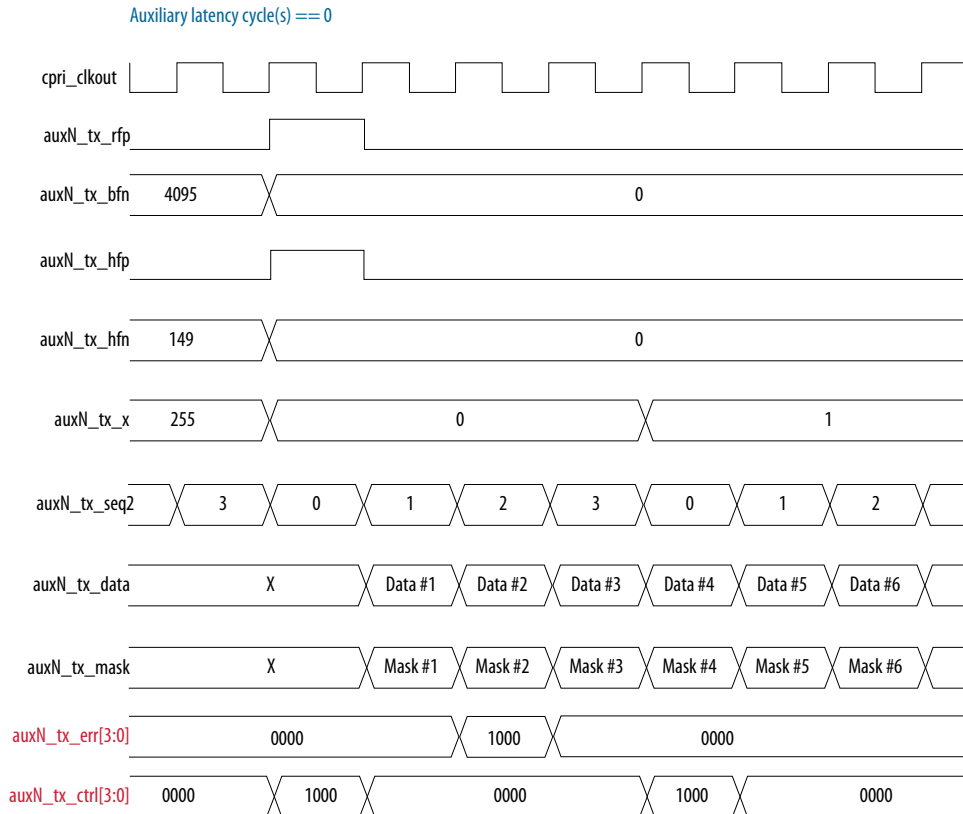 Auxiliary latency cycle(s) == 0
cpri_clkout
auxN_tx_rfp
auxN_tx_bfn 4095 0
auxN_tx_hfp
auxN_tx_hfn 149 0
auxN_tx_x 255 0 1
auxN_tx_seq 2 3 0 1 2 3 0 1 2
auxN_tx_data X Data #1 Data #2 Data #3 Data #4 Data #5 Data #6
auxN_tx_mask X Mask #1 Mask #2 Mask #3 Mask #4 Mask #5 Mask #6
auxN_tx_err[3:0] 0000 1000 0000
auxN_tx_ctrl[3:0] 0000 1000 0000 1000 0000